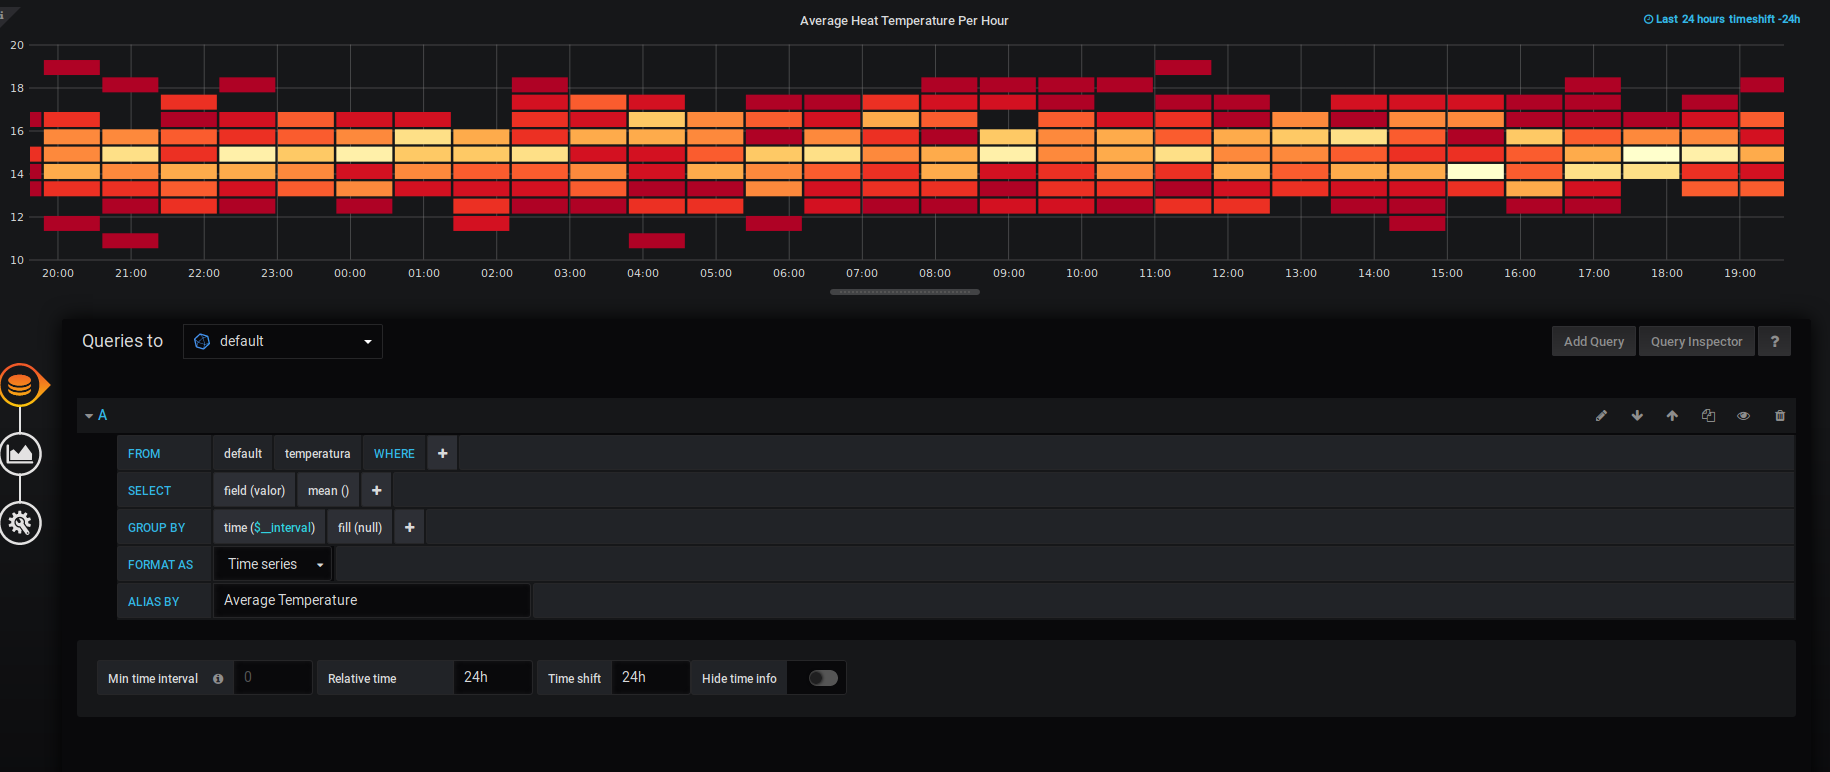 i
Average Heat Temperature Per Hour
Last 24 hours timeshift -24h
20
18
16
14
12
10
20:00 21:00 22:00 23:00 00:00 01:00 02:00 03:00 04:00 05:00 06:00 07:00 08:00 09:00 10:00 11:00 12:00 13:00 14:00 15:00 16:00 17:00 18:00 19:00
Queries to default Add Query Query Inspector ?
A
FROM default temperatura WHERE +
SELECT field (valor) mean () +
GROUP BY time ($__interval) fill (null) +
FORMAT AS Time series
ALIAS BY Average Temperature
Min time interval 0 Relative time 24h Time shift 24h Hide time info